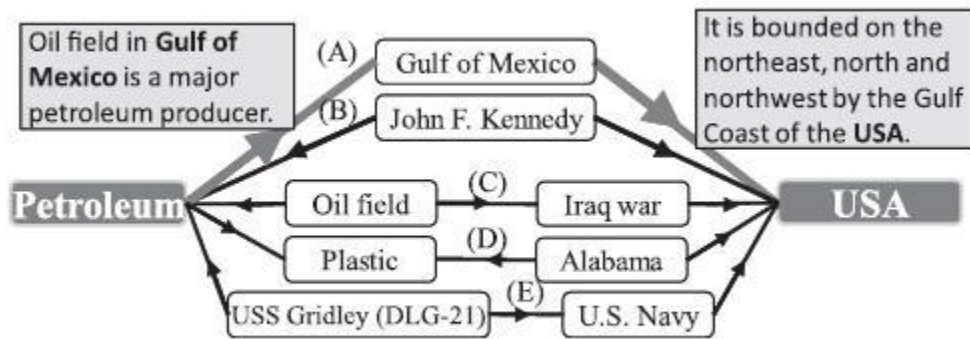 Oil field in Gulf of
Mexico is a major
petroleum producer.
It is bounded on the
northeast, north and
northwest by the Gulf
Coast of the USA.
(A)
Gulf of Mexico
(B)
John F. Kennedy
Petroleum
USA
Oil field
(C)
Iraq war
Plastic
(D)
Alabama
USS Gridley (DLG-21)
(E)
U.S. Navy